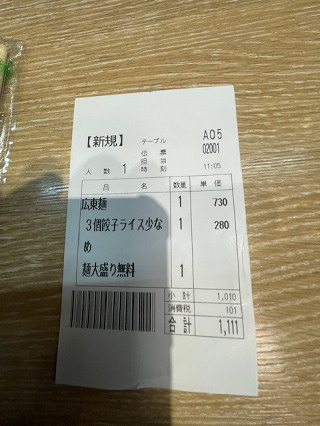 【新規】 テーブル A05
伝票 02001
担当
人数 1 時刻 11:05
品名 数量 単価
広東麺 1 730
3個餃子ライス少な 1 280
め
麺大盛り無料 1
小計 1,010
消費税 101
合計 1,111